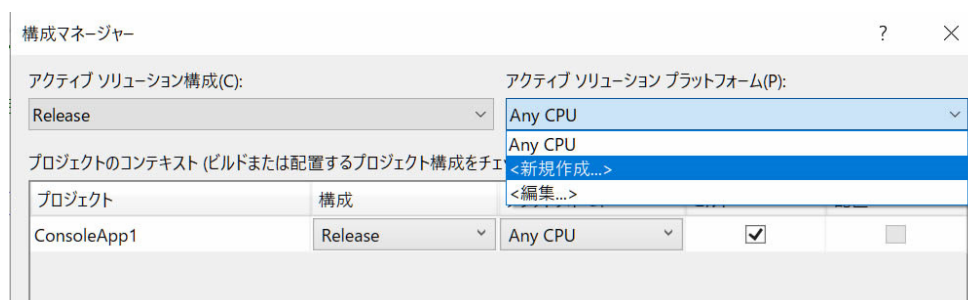 構成マネージャー
?
アクティブ ソリューション構成(C):
アクティブ ソリューション プラットフォーム(P):
Release
Any CPU
Any CPU
<新規作成...>
<編集...>
プロジェクトのコンテキスト (ビルドまたは配置するプロジェクト構成をチェ
プロジェクト
構成
ConsoleApp1
Release
Any CPU